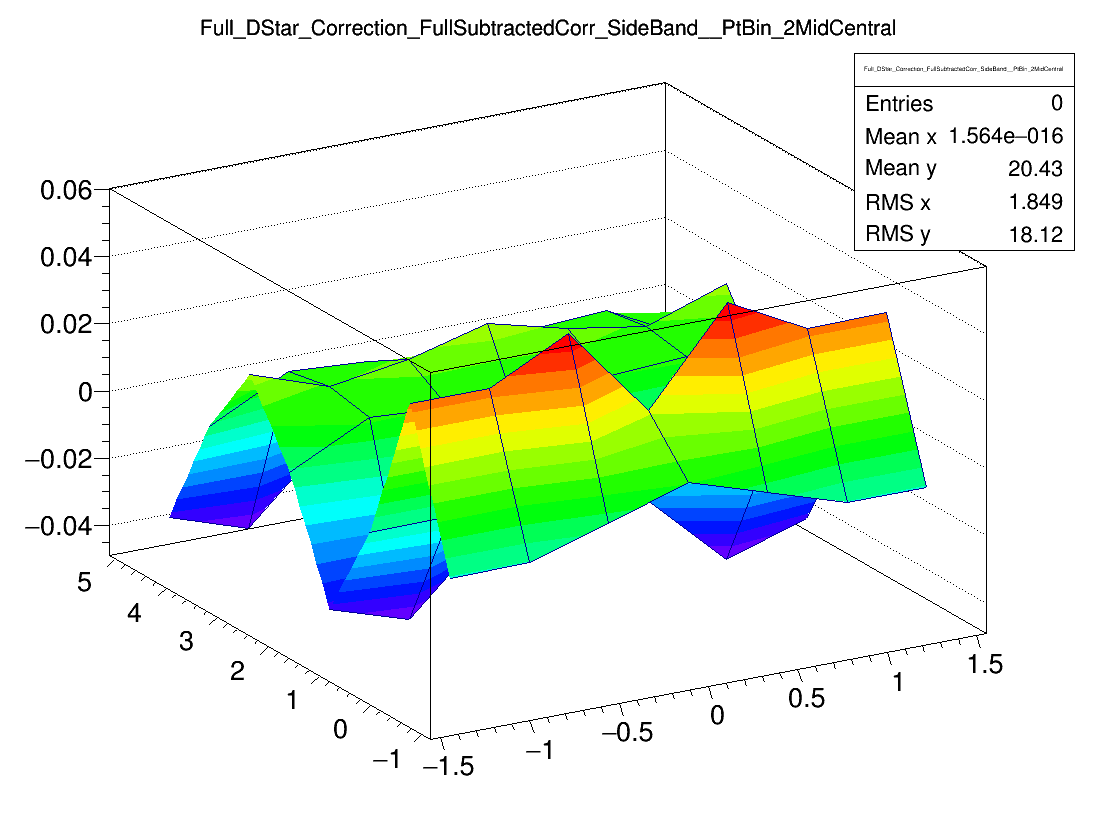 Full_DStar_Correction_FullSubtractedCorr_SideBand__PtBin_2MidCentral
Full_DStar_Correction_FullSubtractedCorr_SideBand__PtBin_2MidCentral
Entries 0
Mean x 1.564e−016
Mean y 20.43
RMS x 1.849
RMS y 18.12
0.06
0.04
0.02
0
−0.02
−0.04
5
4
3
2
1
0
−1
−1.5
−1
−0.5
0
0.5
1
1.5